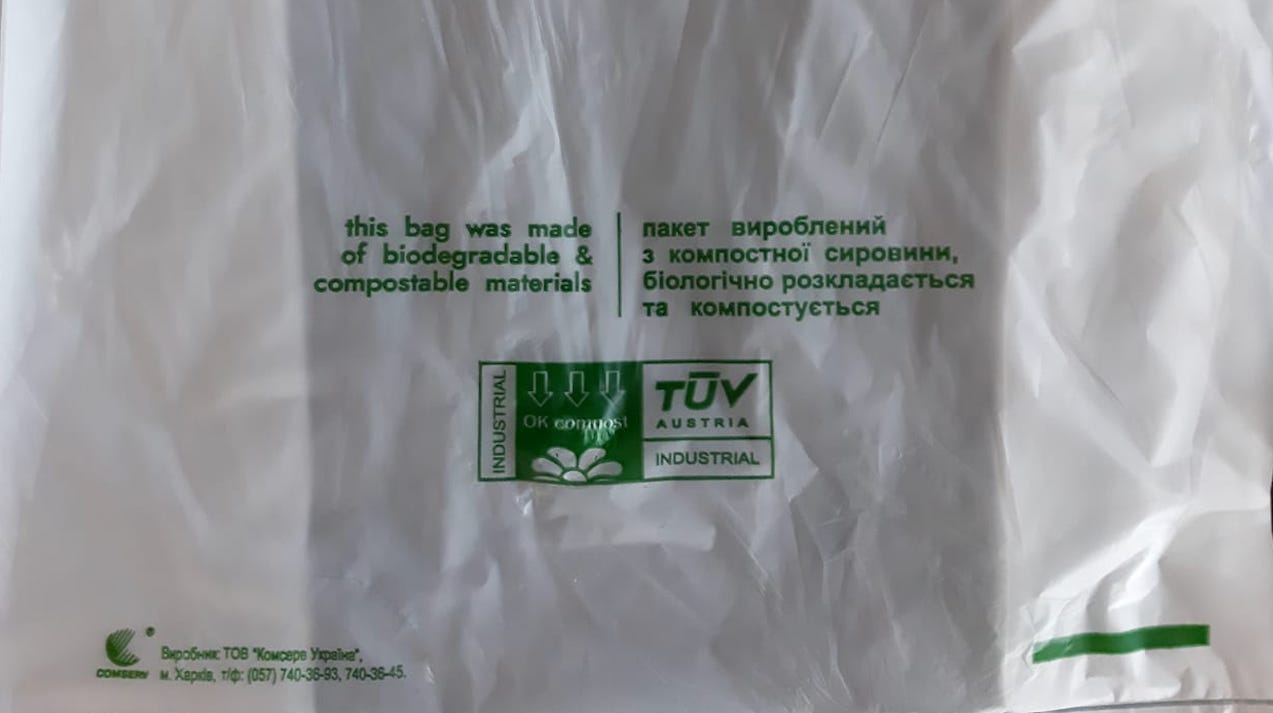 this bag was made
of biodegradable &
compostable materials
пакет вироблений
з компостної сировини,
біологічно розкладається
та компостується
INDUSTRIAL
OK compost
TÜV
AUSTRIA
INDUSTRIAL
COMSERV
®
Виробник: ТОВ "Комсерв Україна",
м. Харків, т/ф: (057) 740-36-93, 740-36-45.